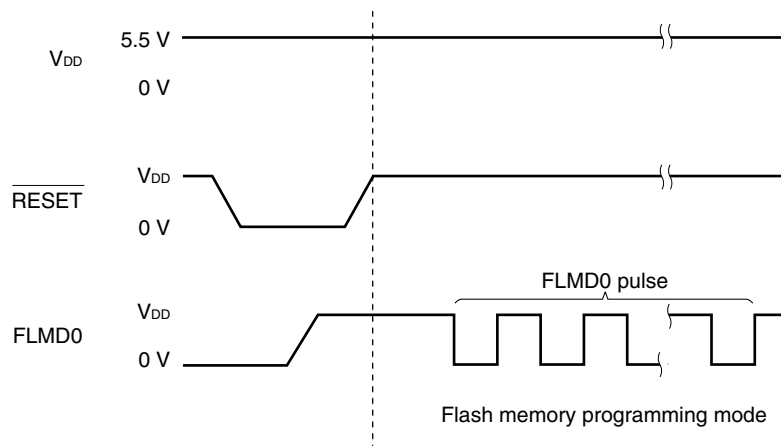 5.5 V
VDD
0 V
VDD
RESET
0 V
FLMD0 pulse
VDD
FLMD0
0 V
Flash memory programming mode